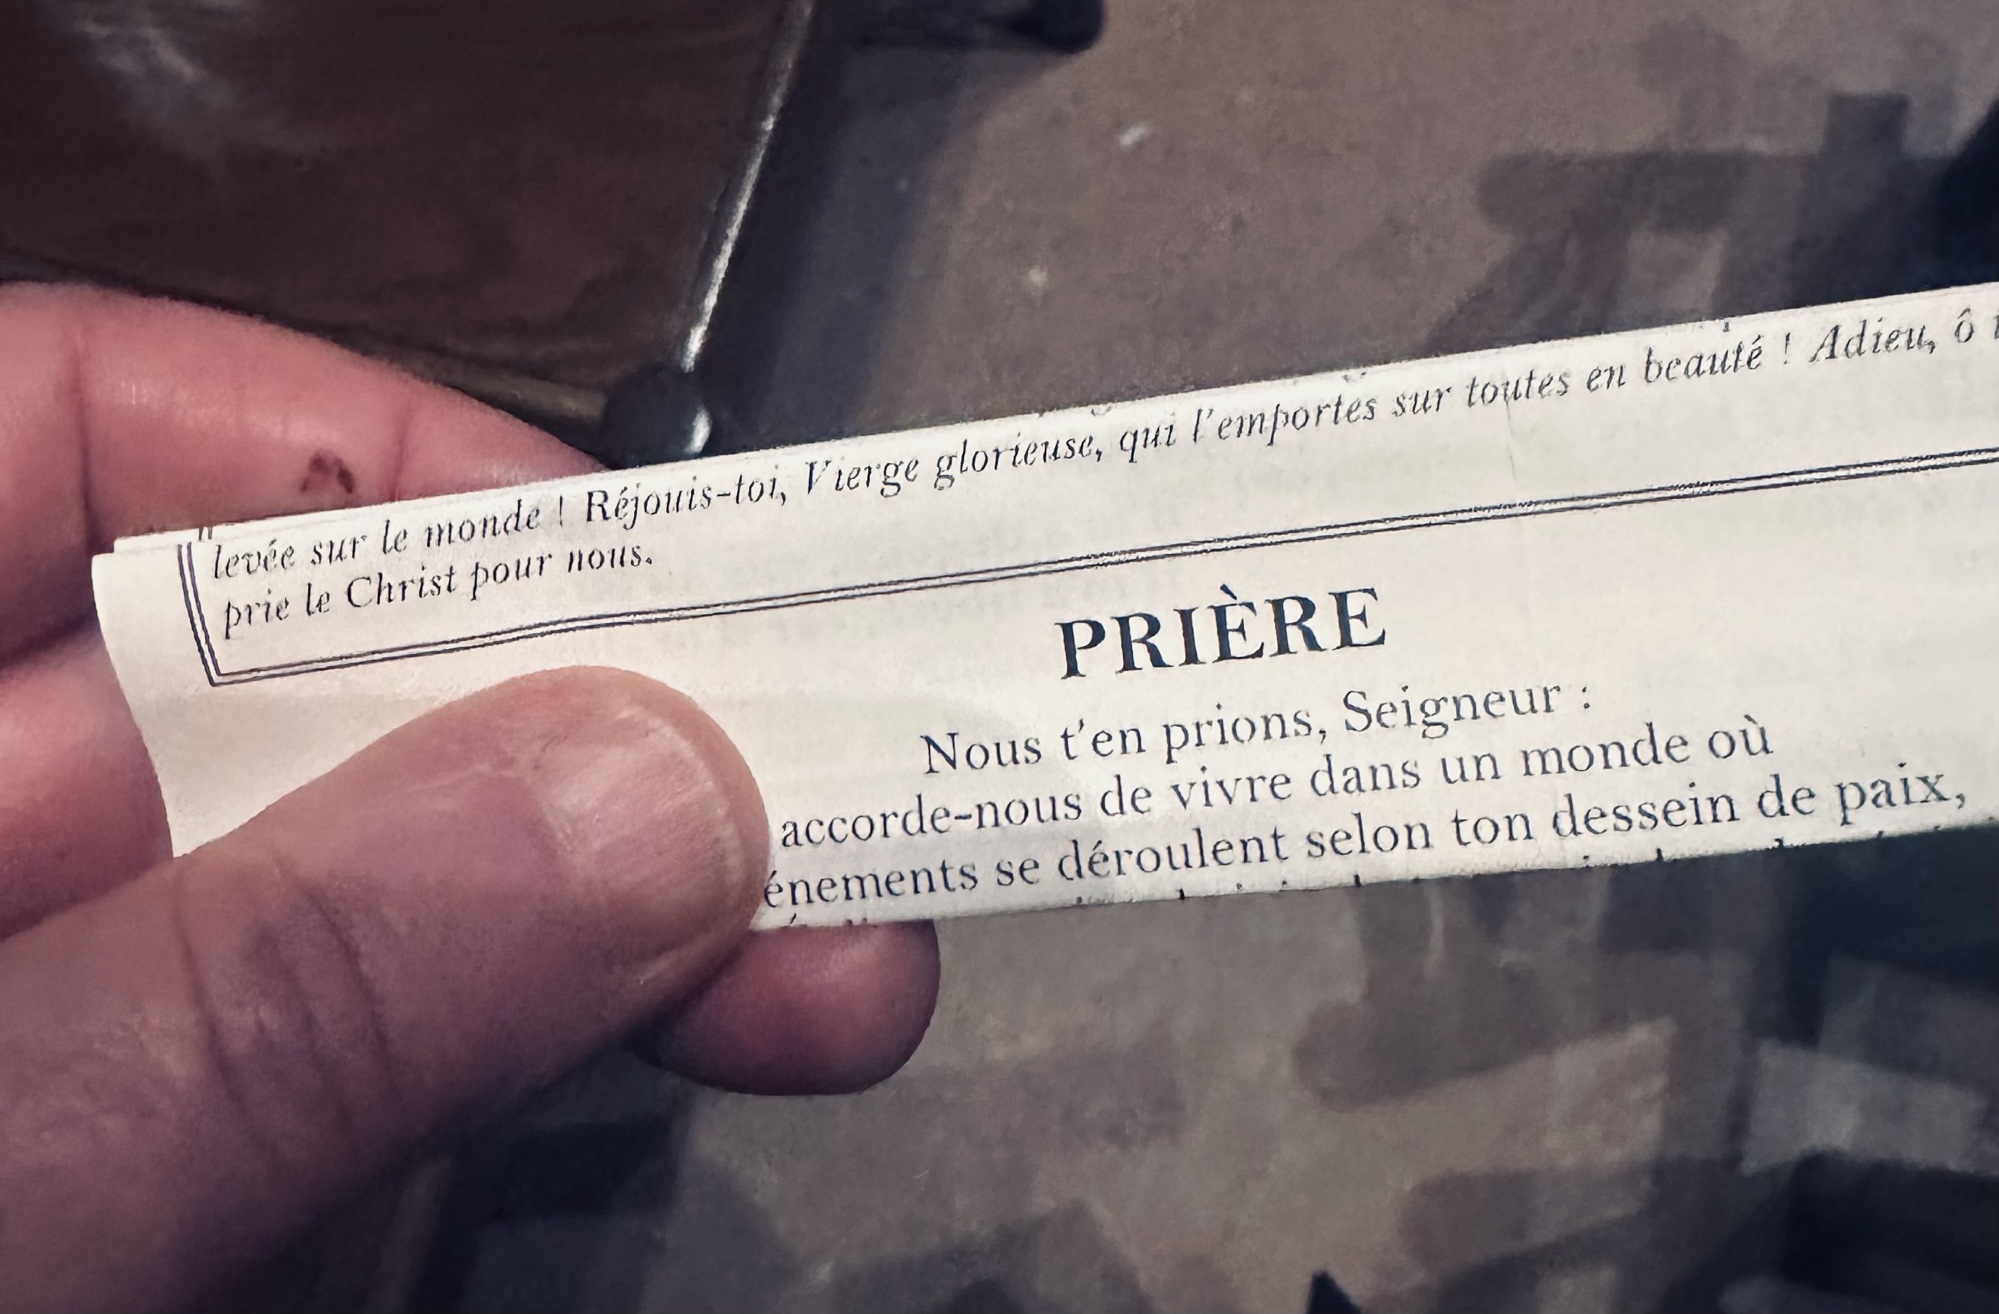 levée sur le monde ! Réjouis-toi, Vierge glorieuse, qui l'emportes sur toutes en beauté ! Adieu, ô
prie le Christ pour nous.
PRIÈRE
Nous t'en prions, Seigneur :
accorde-nous de vivre dans un monde où
énements se déroulent selon ton dessein de paix,